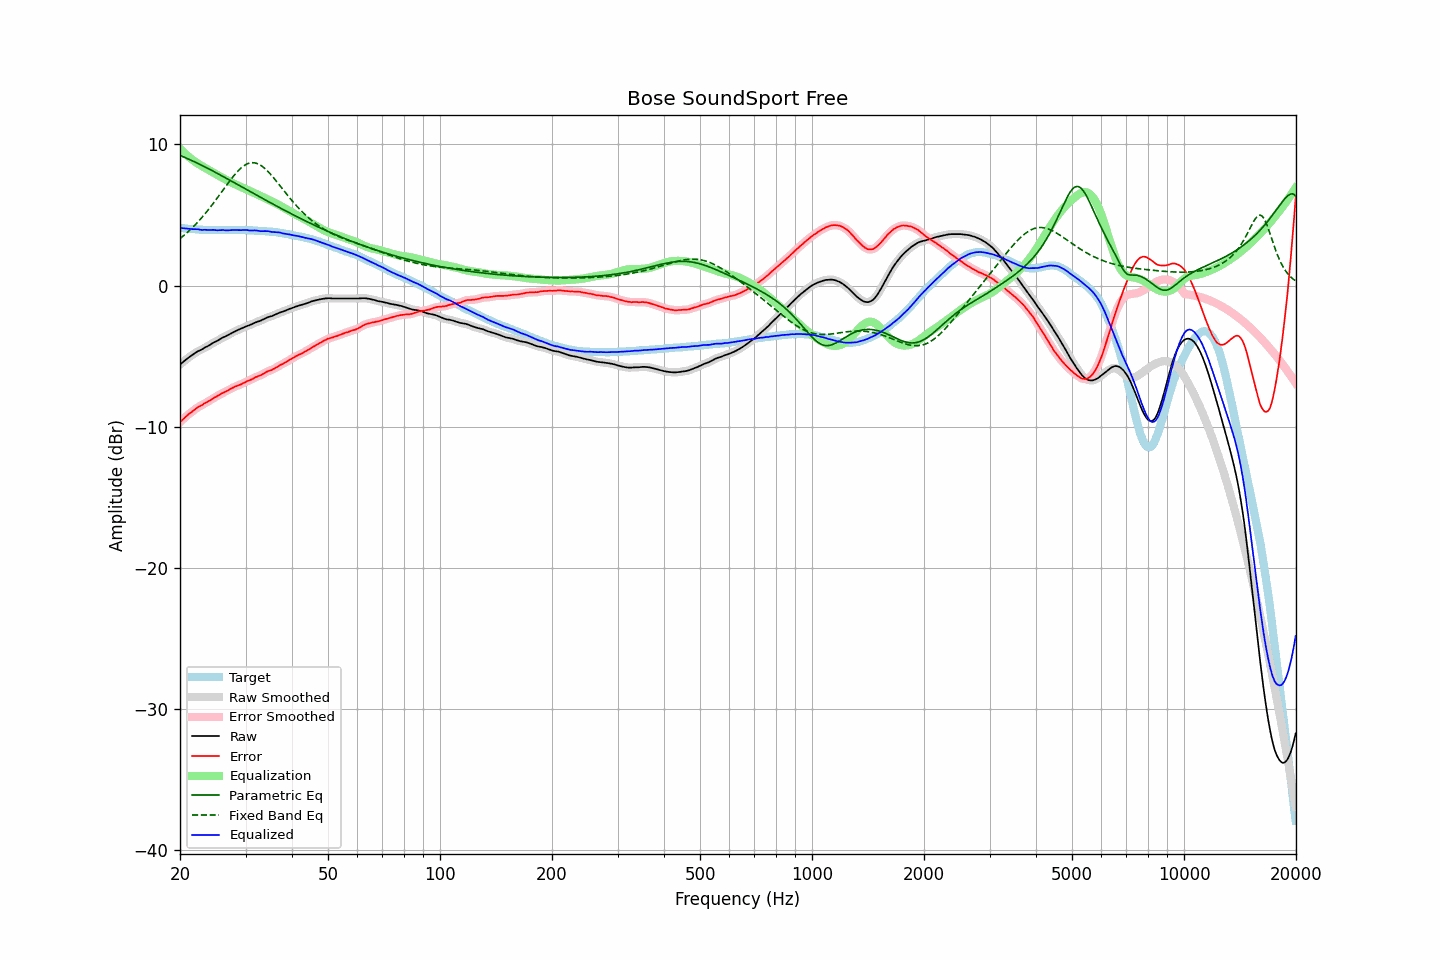 Bose SoundSport Free
Amplitude (dBr)
10
0
−10
−20
−30
−40
Target
Raw Smoothed
Error Smoothed
Raw
Error
Equalization
Parametric Eq
Fixed Band Eq
Equalized
20 50 100 200 500 1000 2000 5000 10000 20000
Frequency (Hz)